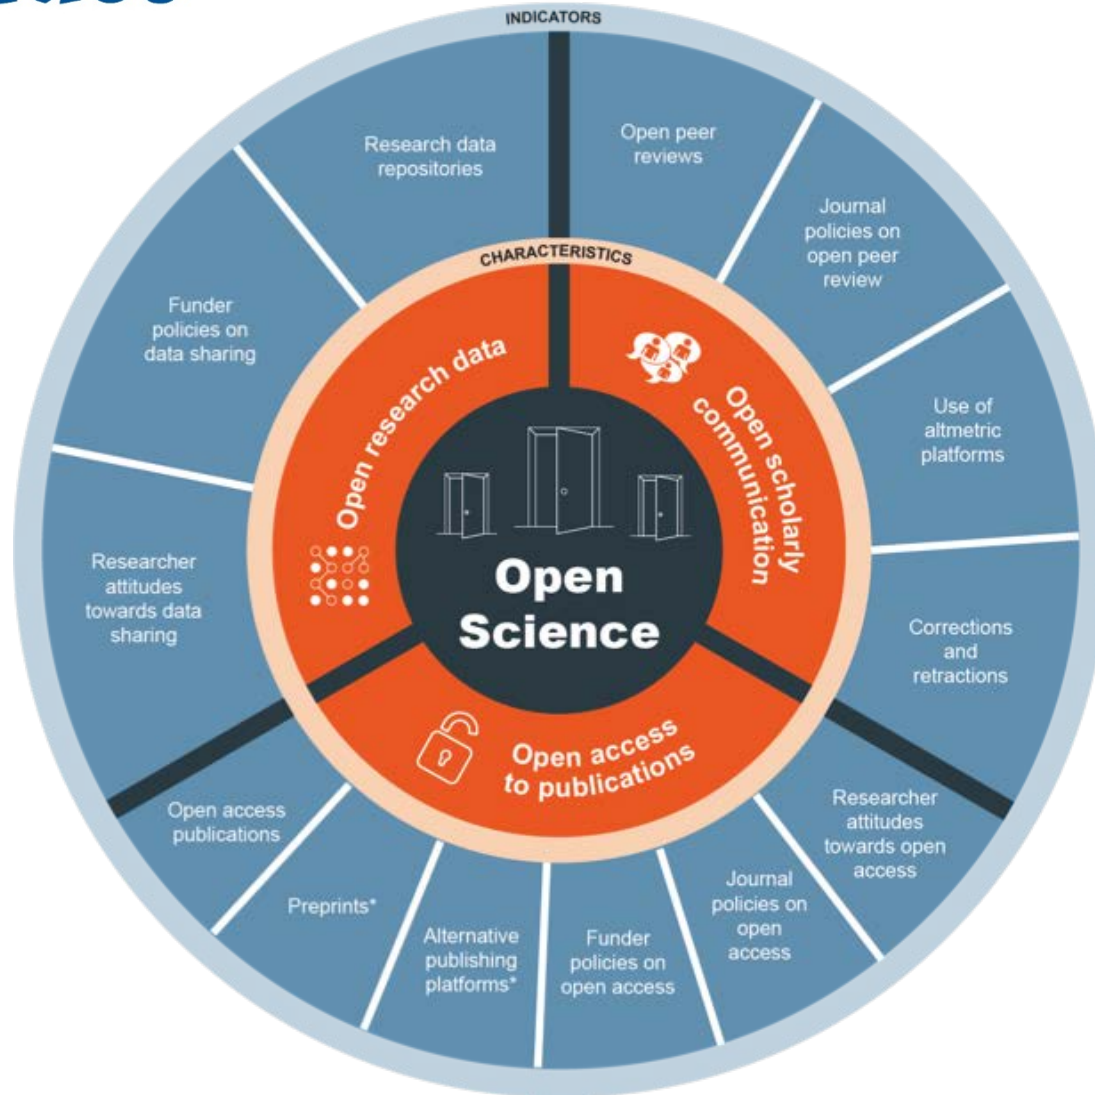 INDICATORS
Research data
repositories
Open peer
reviews
Journal
policies on
open peer
review
Funder
policies on
data sharing
Use of
altmetric
platforms
Researcher
attitudes
towards data
sharing
Corrections
and
retractions
CHARACTERISTICS
Open research data
Open scholarly
communication
Open
Science
Open access
to publications
Open access
publications
Preprints*
Alternative
publishing
platforms*
Funder
policies on
open access
Journal
policies on
open
access
Researcher
attitudes
towards open
access